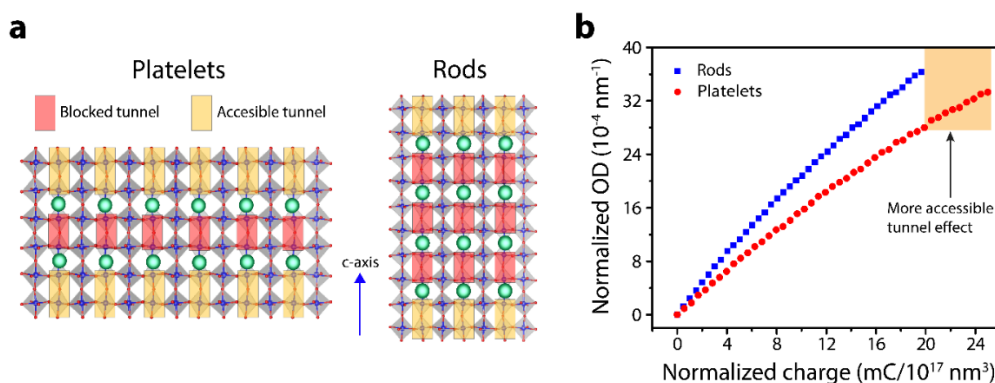 a
Platelets
Rods
Blocked tunnel
Accesible tunnel
c-axis
b
Normalized OD (10⁻⁴ nm⁻¹)
40
32
24
16
8
0
Rods
Platelets
More accessible
tunnel effect
0 4 8 12 16 20 24
Normalized charge (mC/10¹⁷ nm³)